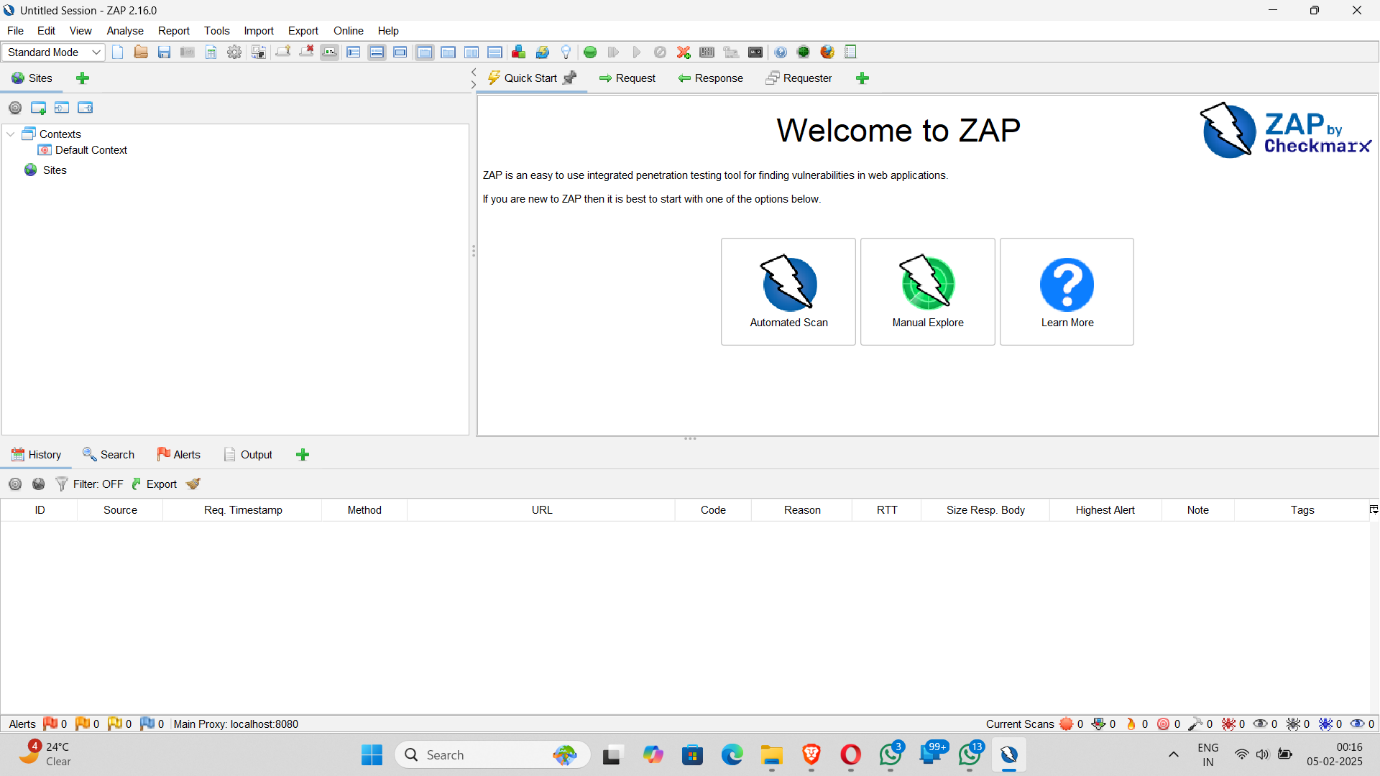 Untitled Session - ZAP 2.16.0
File Edit View Analyse Report Tools Import Export Online Help
Standard Mode
Sites
Quick Start Request Response Requester
Contexts
Default Context
Sites
Welcome to ZAP
ZAP by
Checkmarx
ZAP is an easy to use integrated penetration testing tool for finding vulnerabilities in web applications.
If you are new to ZAP then it is best to start with one of the options below.
Automated Scan Manual Explore Learn More
History Search Alerts Output
Filter: OFF Export
ID Source Req. Timestamp Method URL Code Reason RTT Size Resp. Body Highest Alert Note Tags
Alerts 0 0 0 0 Main Proxy: localhost:8080 Current Scans 0 0 0 0 0 0 0 0 0 0
4 24°C
Clear
Search
3 99+ 13
ENG
IN
00:16
05-02-2025